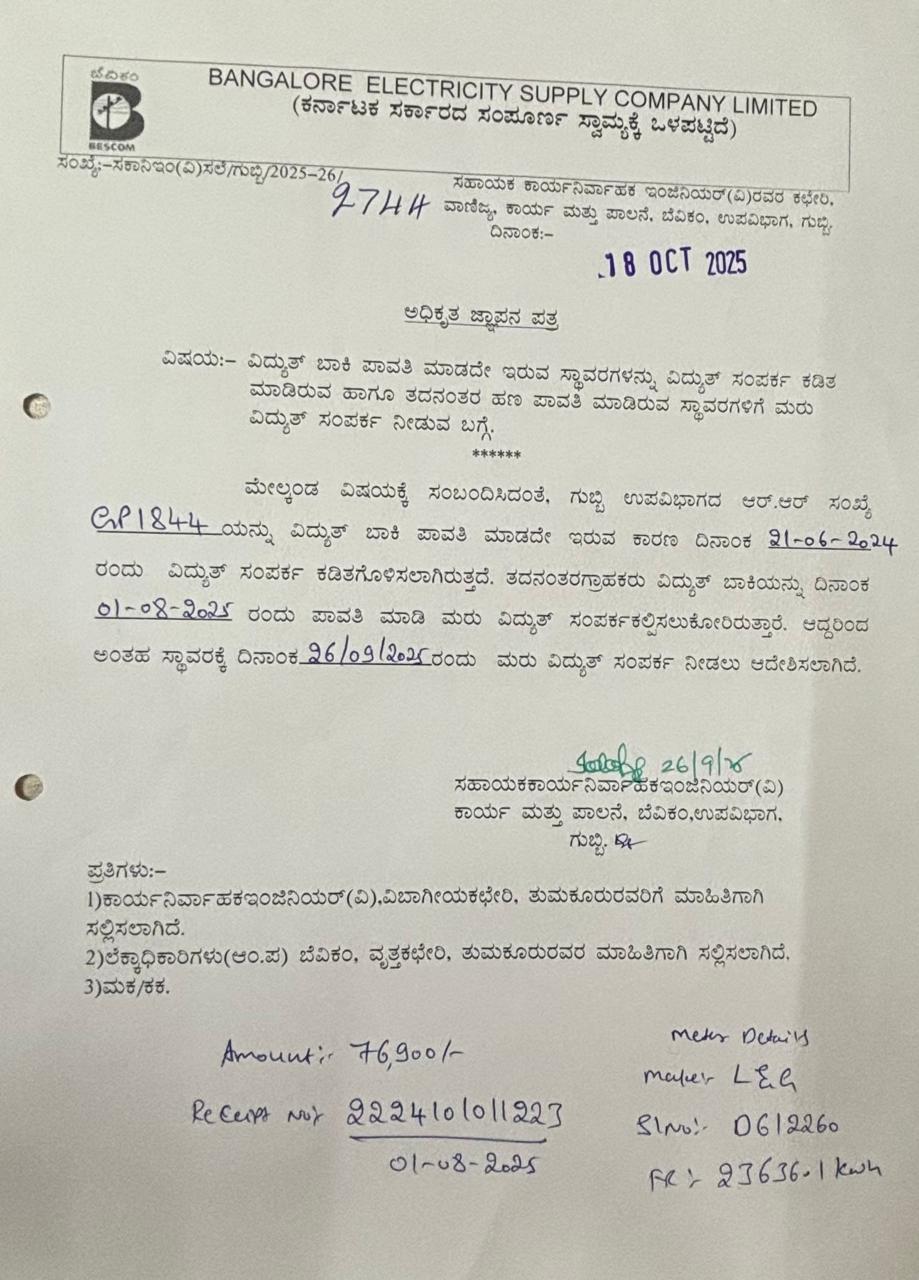 ಬೆವಿಕಂ
BESCOM
BANGALORE ELECTRICITY SUPPLY COMPANY LIMITED
(ಕರ್ನಾಟಕ ಸರ್ಕಾರದ ಸಂಪೂರ್ಣ ಸ್ವಾಮ್ಯಕ್ಕೆ ಒಳಪಟ್ಟಿದೆ)
ಸಂಖ್ಯೆ:–ಸಕಾನಿಇಂ(ವಿ)ಸಲೆ/ಗುಬ್ಬಿ/2025–26/ 2744
ಸಹಾಯಕ ಕಾರ್ಯನಿರ್ವಾಹಕ ಇಂಜಿನಿಯರ್(ವಿ)ರವರ ಕಛೇರಿ,
ವಾಣಿಜ್ಯ, ಕಾರ್ಯ ಮತ್ತು ಪಾಲನೆ, ಬೆವಿಕಂ, ಉಪವಿಭಾಗ, ಗುಬ್ಬಿ.
ದಿನಾಂಕ:–
18 OCT 2025
ಅಧಿಕೃತ ಜ್ಞಾಪನ ಪತ್ರ
ವಿಷಯ:– ವಿದ್ಯುತ್ ಬಾಕಿ ಪಾವತಿ ಮಾಡದೇ ಇರುವ ಸ್ಥಾವರಗಳನ್ನು ವಿದ್ಯುತ್ ಸಂಪರ್ಕ ಕಡಿತ
ಮಾಡಿರುವ ಹಾಗೂ ತದನಂತರ ಹಣ ಪಾವತಿ ಮಾಡಿರುವ ಸ್ಥಾವರಗಳಿಗೆ ಮರು
ವಿದ್ಯುತ್ ಸಂಪರ್ಕ ನೀಡುವ ಬಗ್ಗೆ.
******
ಮೇಲ್ಕಂಡ ವಿಷಯಕ್ಕೆ ಸಂಬಂದಿಸಿದಂತೆ, ಗುಬ್ಬಿ ಉಪವಿಭಾಗದ ಆರ್.ಆರ್ ಸಂಖ್ಯೆ
GP1844 ಯನ್ನು ವಿದ್ಯುತ್ ಬಾಕಿ ಪಾವತಿ ಮಾಡದೇ ಇರುವ ಕಾರಣ ದಿನಾಂಕ 21-06-2024
ರಂದು ವಿದ್ಯುತ್ ಸಂಪರ್ಕ ಕಡಿತಗೊಳಿಸಲಾಗಿರುತ್ತದೆ. ತದನಂತರಗ್ರಾಹಕರು ವಿದ್ಯುತ್ ಬಾಕಿಯನ್ನು ದಿನಾಂಕ
01-08-2025 ರಂದು ಪಾವತಿ ಮಾಡಿ ಮರು ವಿದ್ಯುತ್ ಸಂಪರ್ಕಕಲ್ಪಿಸಲುಕೋರಿರುತ್ತಾರೆ. ಆದ್ದರಿಂದ
ಅಂತಹ ಸ್ಥಾವರಕ್ಕೆ ದಿನಾಂಕ 26/09/2025 ರಂದು ಮರು ವಿದ್ಯುತ್ ಸಂಪರ್ಕ ನೀಡಲು ಆದೇಶಿಸಲಾಗಿದೆ.
26/9/25
ಸಹಾಯಕಕಾರ್ಯನಿರ್ವಾಹಕಇಂಜಿನಿಯರ್(ವಿ)
ಕಾರ್ಯ ಮತ್ತು ಪಾಲನೆ, ಬೆವಿಕಂ,ಉಪವಿಭಾಗ,
ಗುಬ್ಬಿ.
ಪ್ರತಿಗಳು:–
1)ಕಾರ್ಯನಿರ್ವಾಹಕಇಂಜಿನಿಯರ್(ವಿ),ವಿಬಾಗೀಯಕಛೇರಿ, ತುಮಕೂರುರವರಿಗೆ ಮಾಹಿತಿಗಾಗಿ
ಸಲ್ಲಿಸಲಾಗಿದೆ.
2)ಲೆಕ್ಕಾಧಿಕಾರಿಗಳು(ಆಂ.ಪ) ಬೆವಿಕಂ, ವೃತ್ತಕಛೇರಿ, ತುಮಕೂರುರವರ ಮಾಹಿತಿಗಾಗಿ ಸಲ್ಲಿಸಲಾಗಿದೆ.
3)ಮಕ/ಕಕ.
Amount:- 76,900/-
Receipt No:- 2224101011223
01-08-2025
Meter Details
Maker L&G
Sl No:- 0612260
FR:- 23636.1 kwh